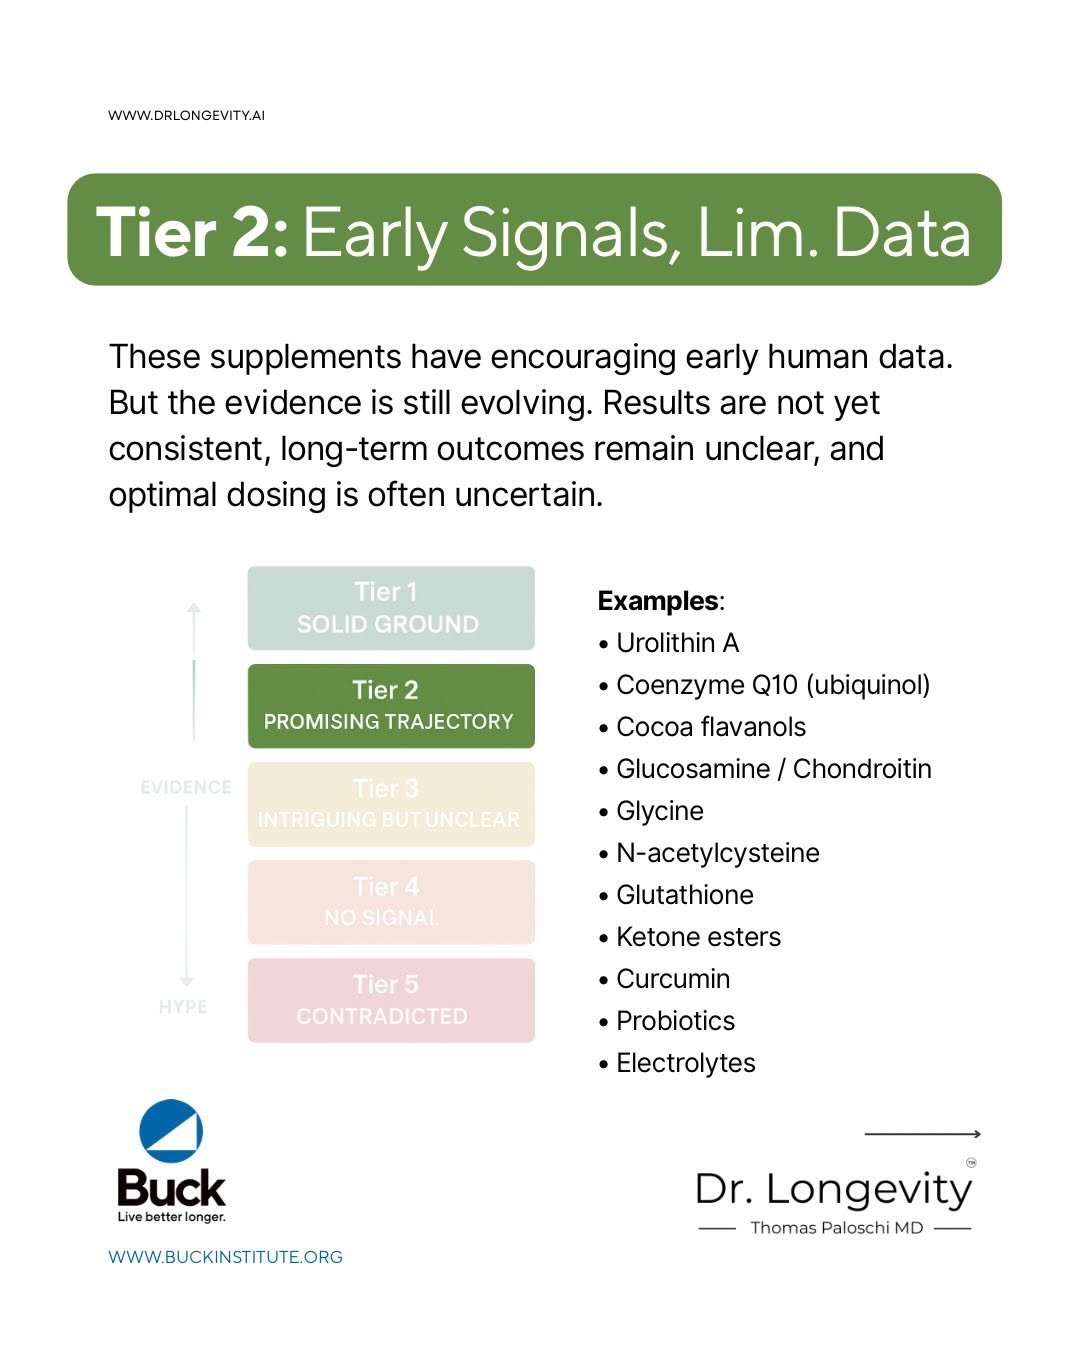 WWW.DRLONGEVITY.AI
Tier 2: Early Signals, Lim. Data
These supplements have encouraging early human data.
But the evidence is still evolving. Results are not yet
consistent, long-term outcomes remain unclear, and
optimal dosing is often uncertain.
Tier 1
SOLID GROUND
Tier 2
PROMISING TRAJECTORY
EVIDENCE
Tier 3
INTRIGUING BUT UNCLEAR
Tier 4
NO SIGNAL
Tier 5
CONTRADICTED
HYPE
Examples:
• Urolithin A
• Coenzyme Q10 (ubiquinol)
• Cocoa flavanols
• Glucosamine / Chondroitin
• Glycine
• N-acetylcysteine
• Glutathione
• Ketone esters
• Curcumin
• Probiotics
• Electrolytes
Buck
Live better longer.
WWW.BUCKINSTITUTE.ORG
Dr. Longevity™
Thomas Paloschi MD